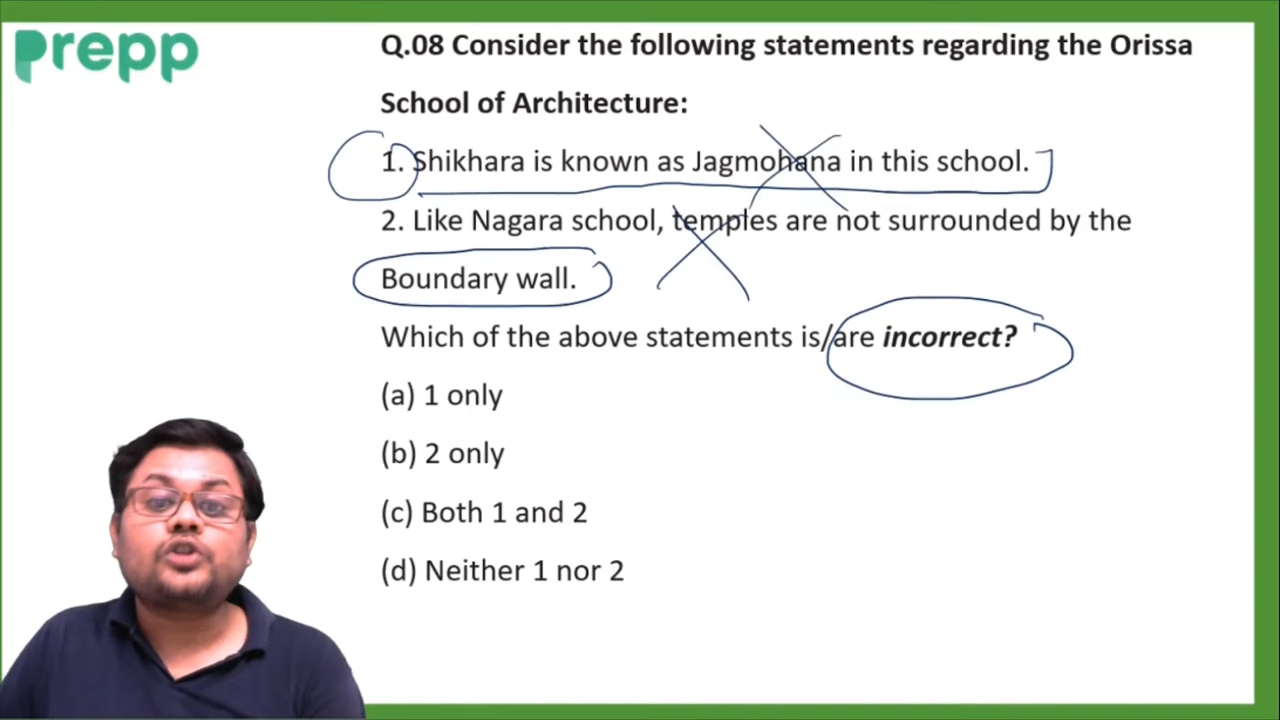 Prepp
Q.08 Consider the following statements regarding the Orissa
School of Architecture:
1. Shikhara is known as Jagmohana in this school.
2. Like Nagara school, temples are not surrounded by the
Boundary wall.
Which of the above statements is/are incorrect?
(a) 1 only
(b) 2 only
(c) Both 1 and 2
(d) Neither 1 nor 2